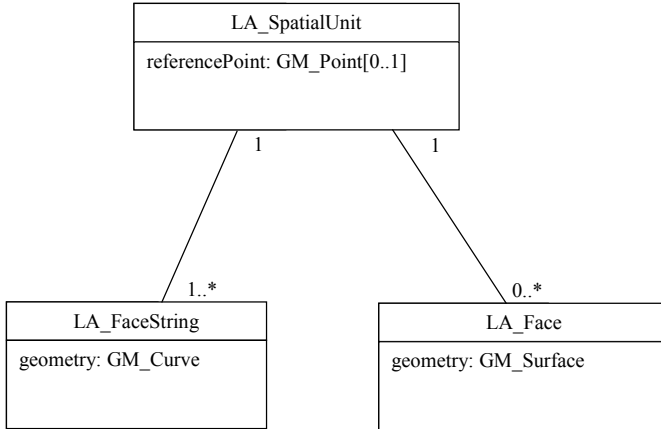 LA_SpatialUnit
referencePoint: GM_Point[0..1]
1
1
1..*
0..*
LA_FaceString
geometry: GM_Curve
LA_Face
geometry: GM_Surface